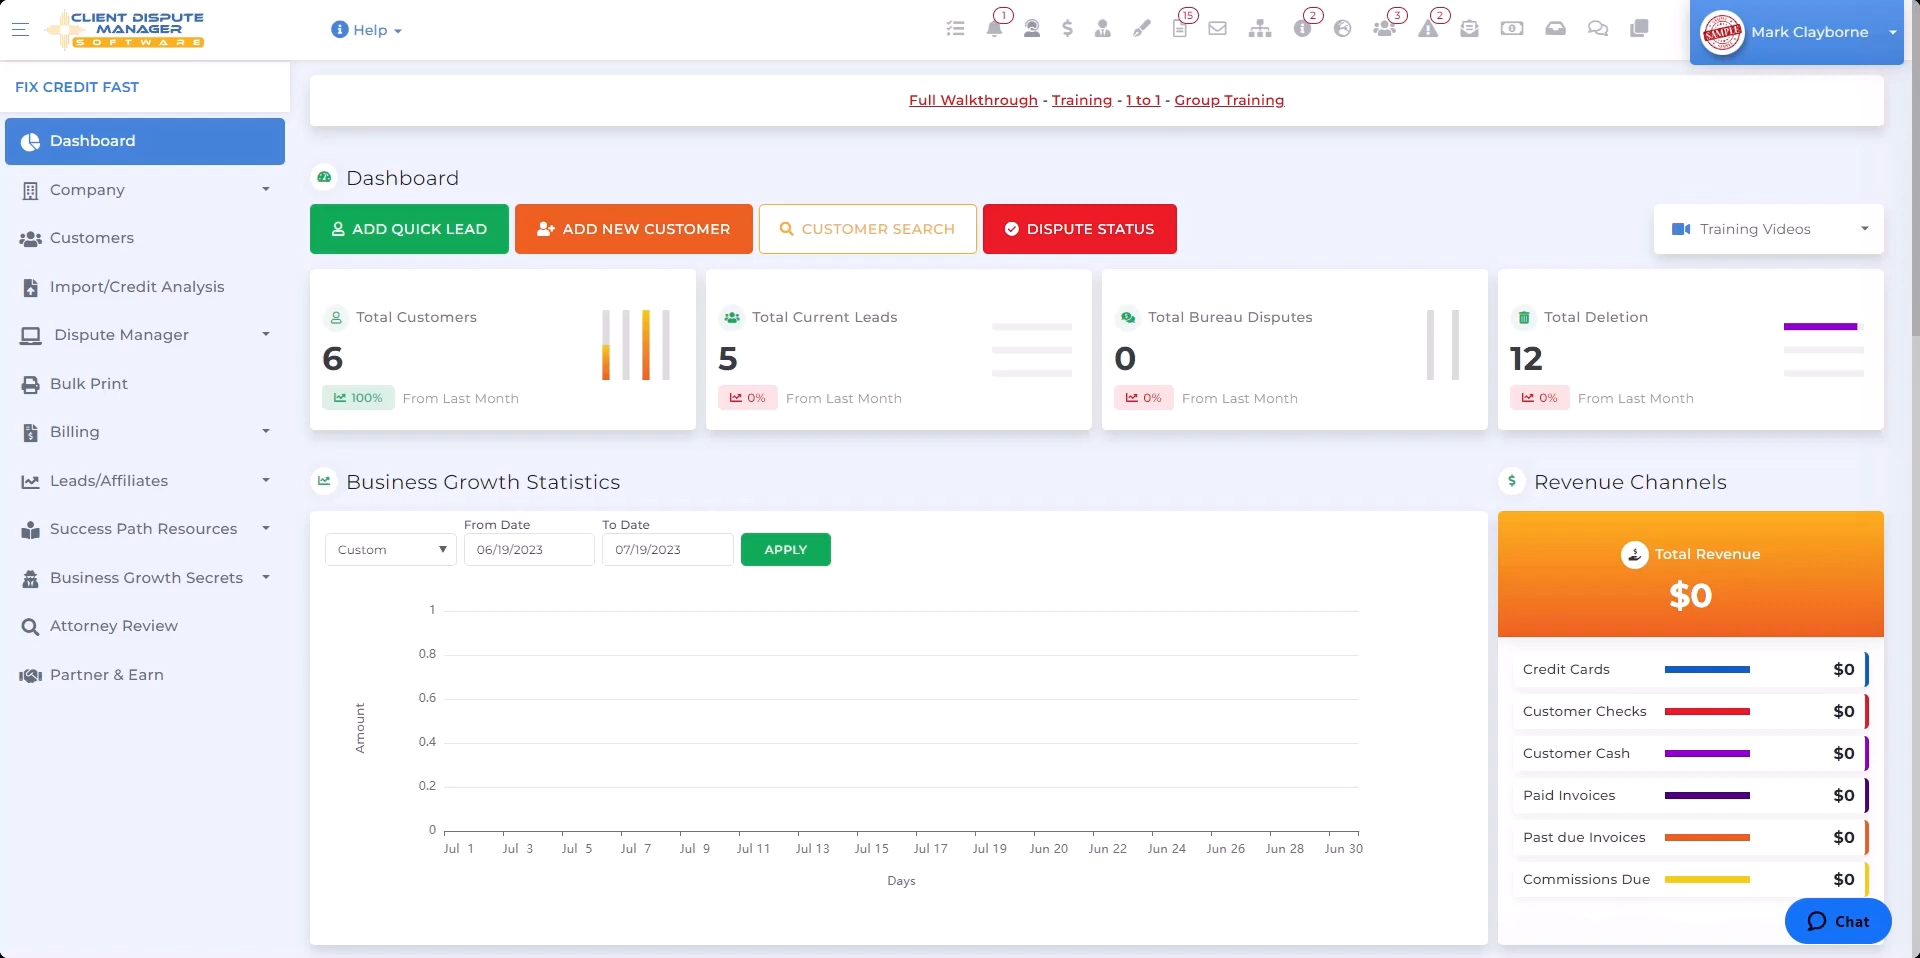 CLIENT DISPUTE
MANAGER
SOFTWARE
Help
1
15
2
3
2
SAMPLE
Mark Clayborne
FIX CREDIT FAST
Full Walkthrough - Training - 1 to 1 - Group Training
Dashboard
Company
Customers
Import/Credit Analysis
Dispute Manager
Bulk Print
Billing
Leads/Affiliates
Success Path Resources
Business Growth Secrets
Attorney Review
Partner & Earn
Dashboard
ADD QUICK LEAD
ADD NEW CUSTOMER
CUSTOMER SEARCH
DISPUTE STATUS
Training Videos
Total Customers
6
100% From Last Month
Total Current Leads
5
0% From Last Month
Total Bureau Disputes
0
0% From Last Month
Total Deletion
12
0% From Last Month
Business Growth Statistics
From Date
To Date
Custom
06/19/2023
07/19/2023
APPLY
1
0.8
0.6
0.4
0.2
0
Amount
Jul 1 Jul 3 Jul 5 Jul 7 Jul 9 Jul 11 Jul 13 Jul 15 Jul 17 Jul 19 Jun 20 Jun 22 Jun 24 Jun 26 Jun 28 Jun 30
Days
Revenue Channels
Total Revenue
$0
Credit Cards $0
Customer Checks $0
Customer Cash $0
Paid Invoices $0
Past due Invoices $0
Commissions Due $0
Chat